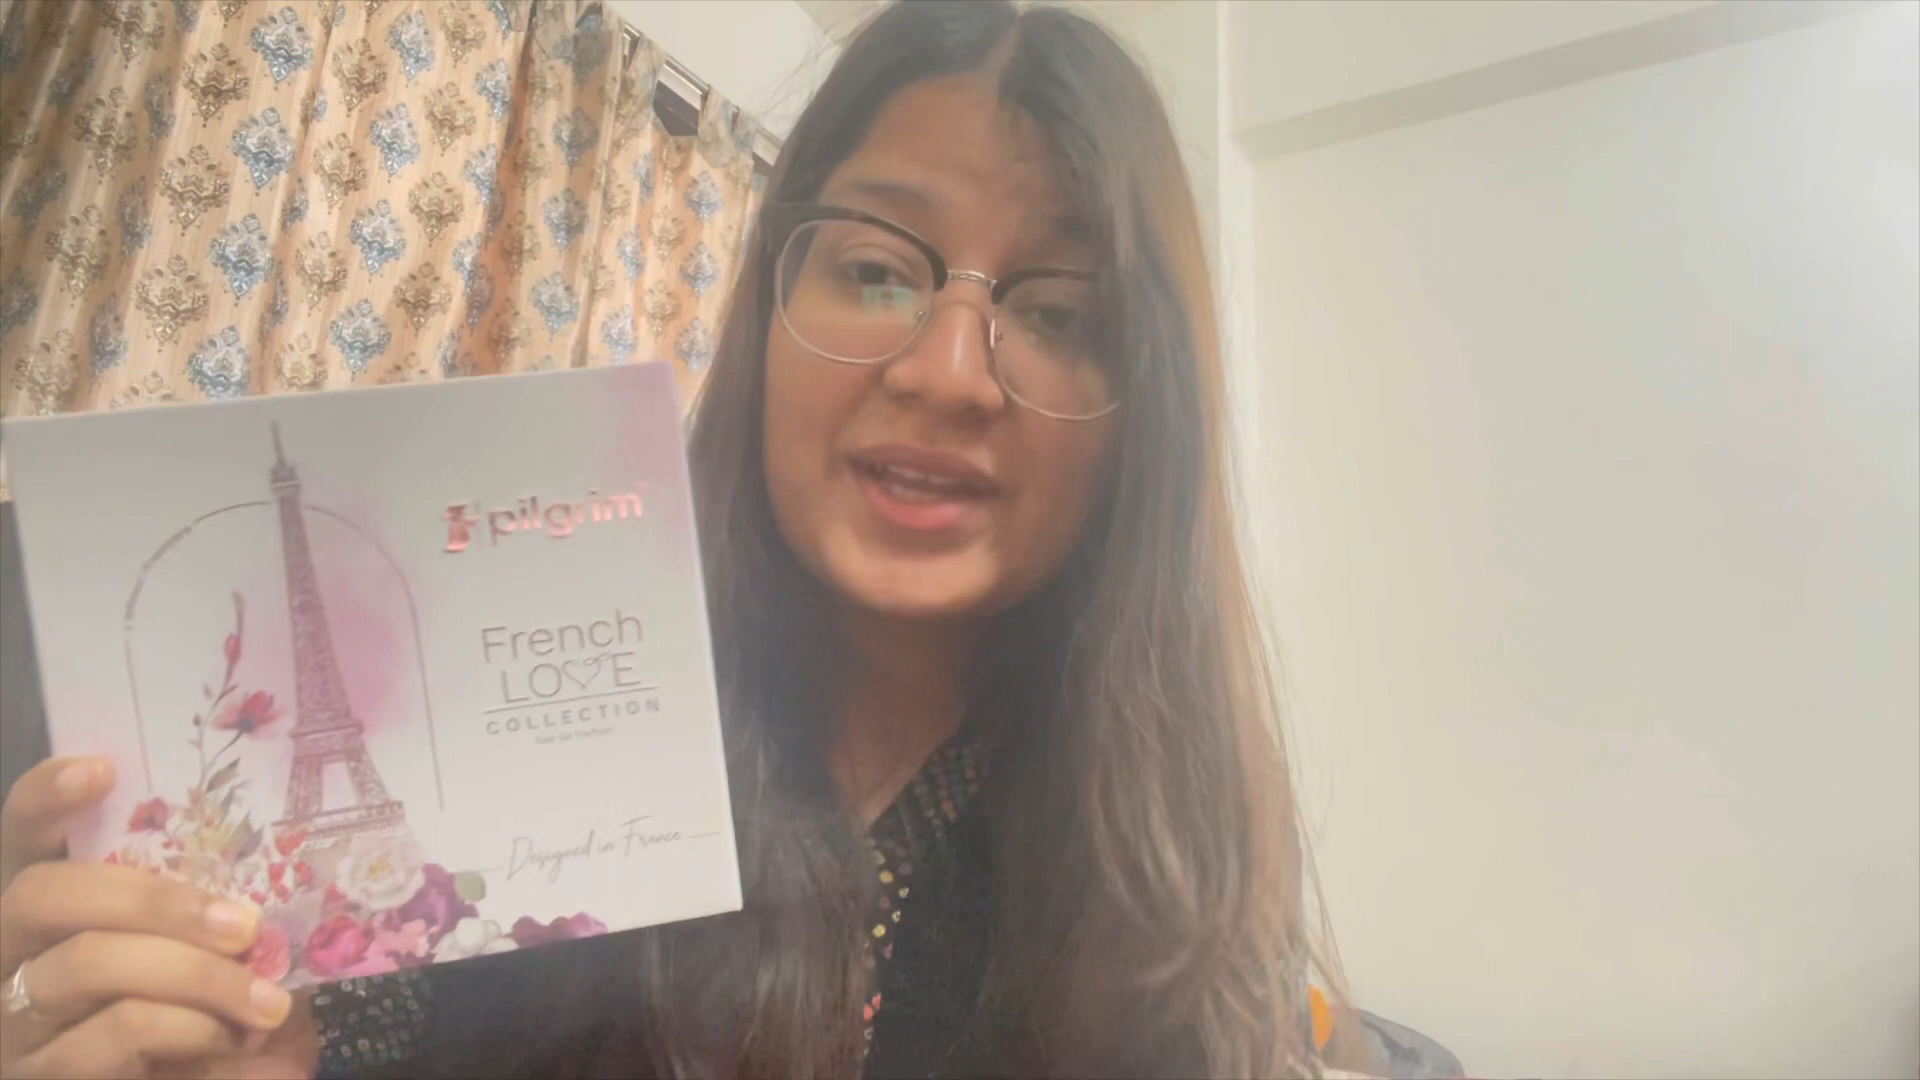 pilgrim
French
LOVE
COLLECTION
Designed in France